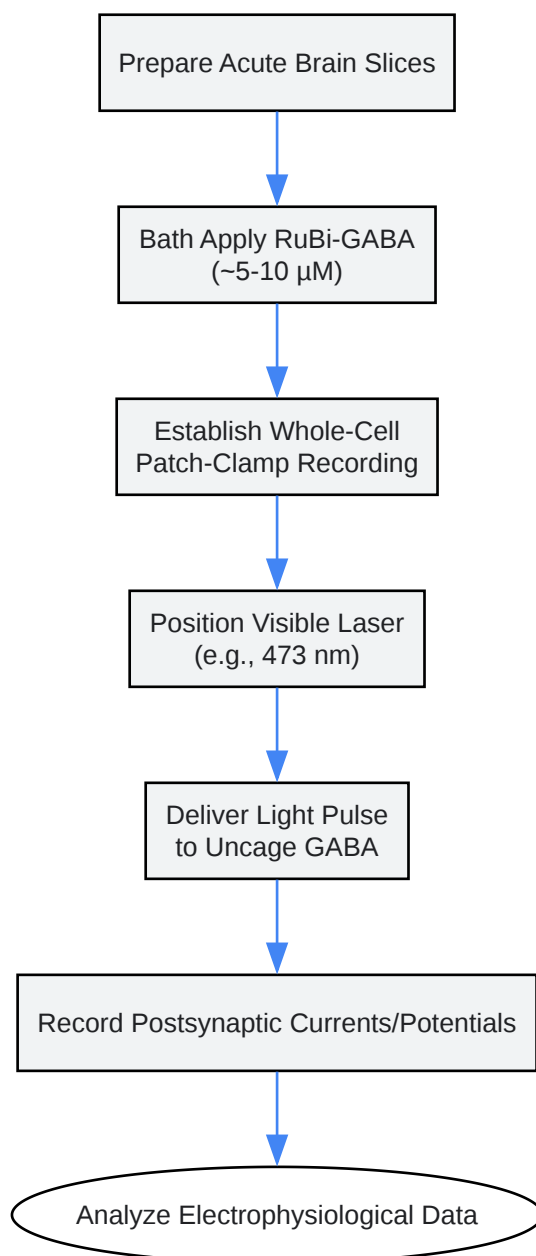 Prepare Acute Brain Slices
Bath Apply RuBi-GABA
(~5-10 µM)
Establish Whole-Cell
Patch-Clamp Recording
Position Visible Laser
(e.g., 473 nm)
Deliver Light Pulse
to Uncage GABA
Record Postsynaptic Currents/Potentials
Analyze Electrophysiological Data